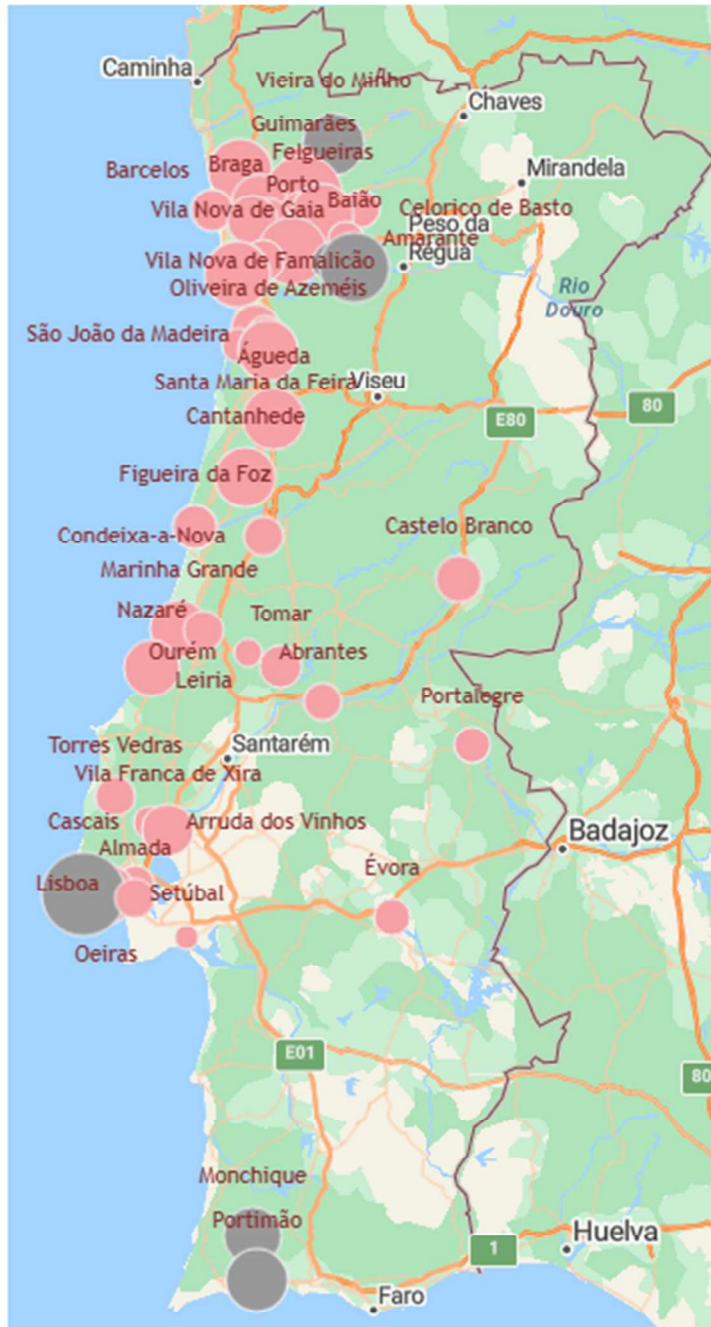 Caminha
Vieira do Minho
Chaves
Guimarães
Felgueiras
Barcelos
Braga
Mirandela
Porto
Baião
Vila Nova de Gaia
Celorico de Basto
Peso da
Régua
Amarante
Vila Nova de Famalicão
Oliveira de Azeméis
Rio
Douro
São João da Madeira
Águeda
Santa Maria da Feira
Viseu
Cantanhede
E80
80
Figueira da Foz
Condeixa-a-Nova
Castelo Branco
Marinha Grande
Nazaré
Tomar
Ourém
Abrantes
Leiria
Portalegre
Torres Vedras
Santarém
Vila Franca de Xira
Cascais
Arruda dos Vinhos
Badajoz
Almada
Évora
Lisboa
Setúbal
Oeiras
E01
80
Monchique
Portimão
1
Huelva
Faro